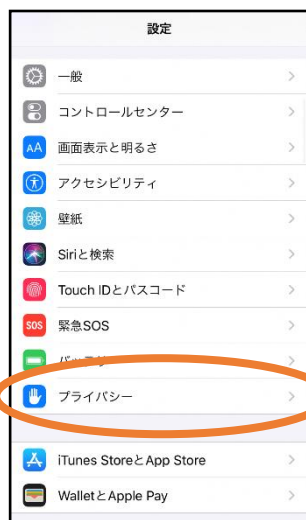 設定
一般
コントロールセンター
AA 画面表示と明るさ
アクセシビリティ
壁紙
Siriと検索
Touch IDとパスコード
SOS 緊急SOS
プライバシー
iTunes StoreとApp Store
WalletとApple Pay